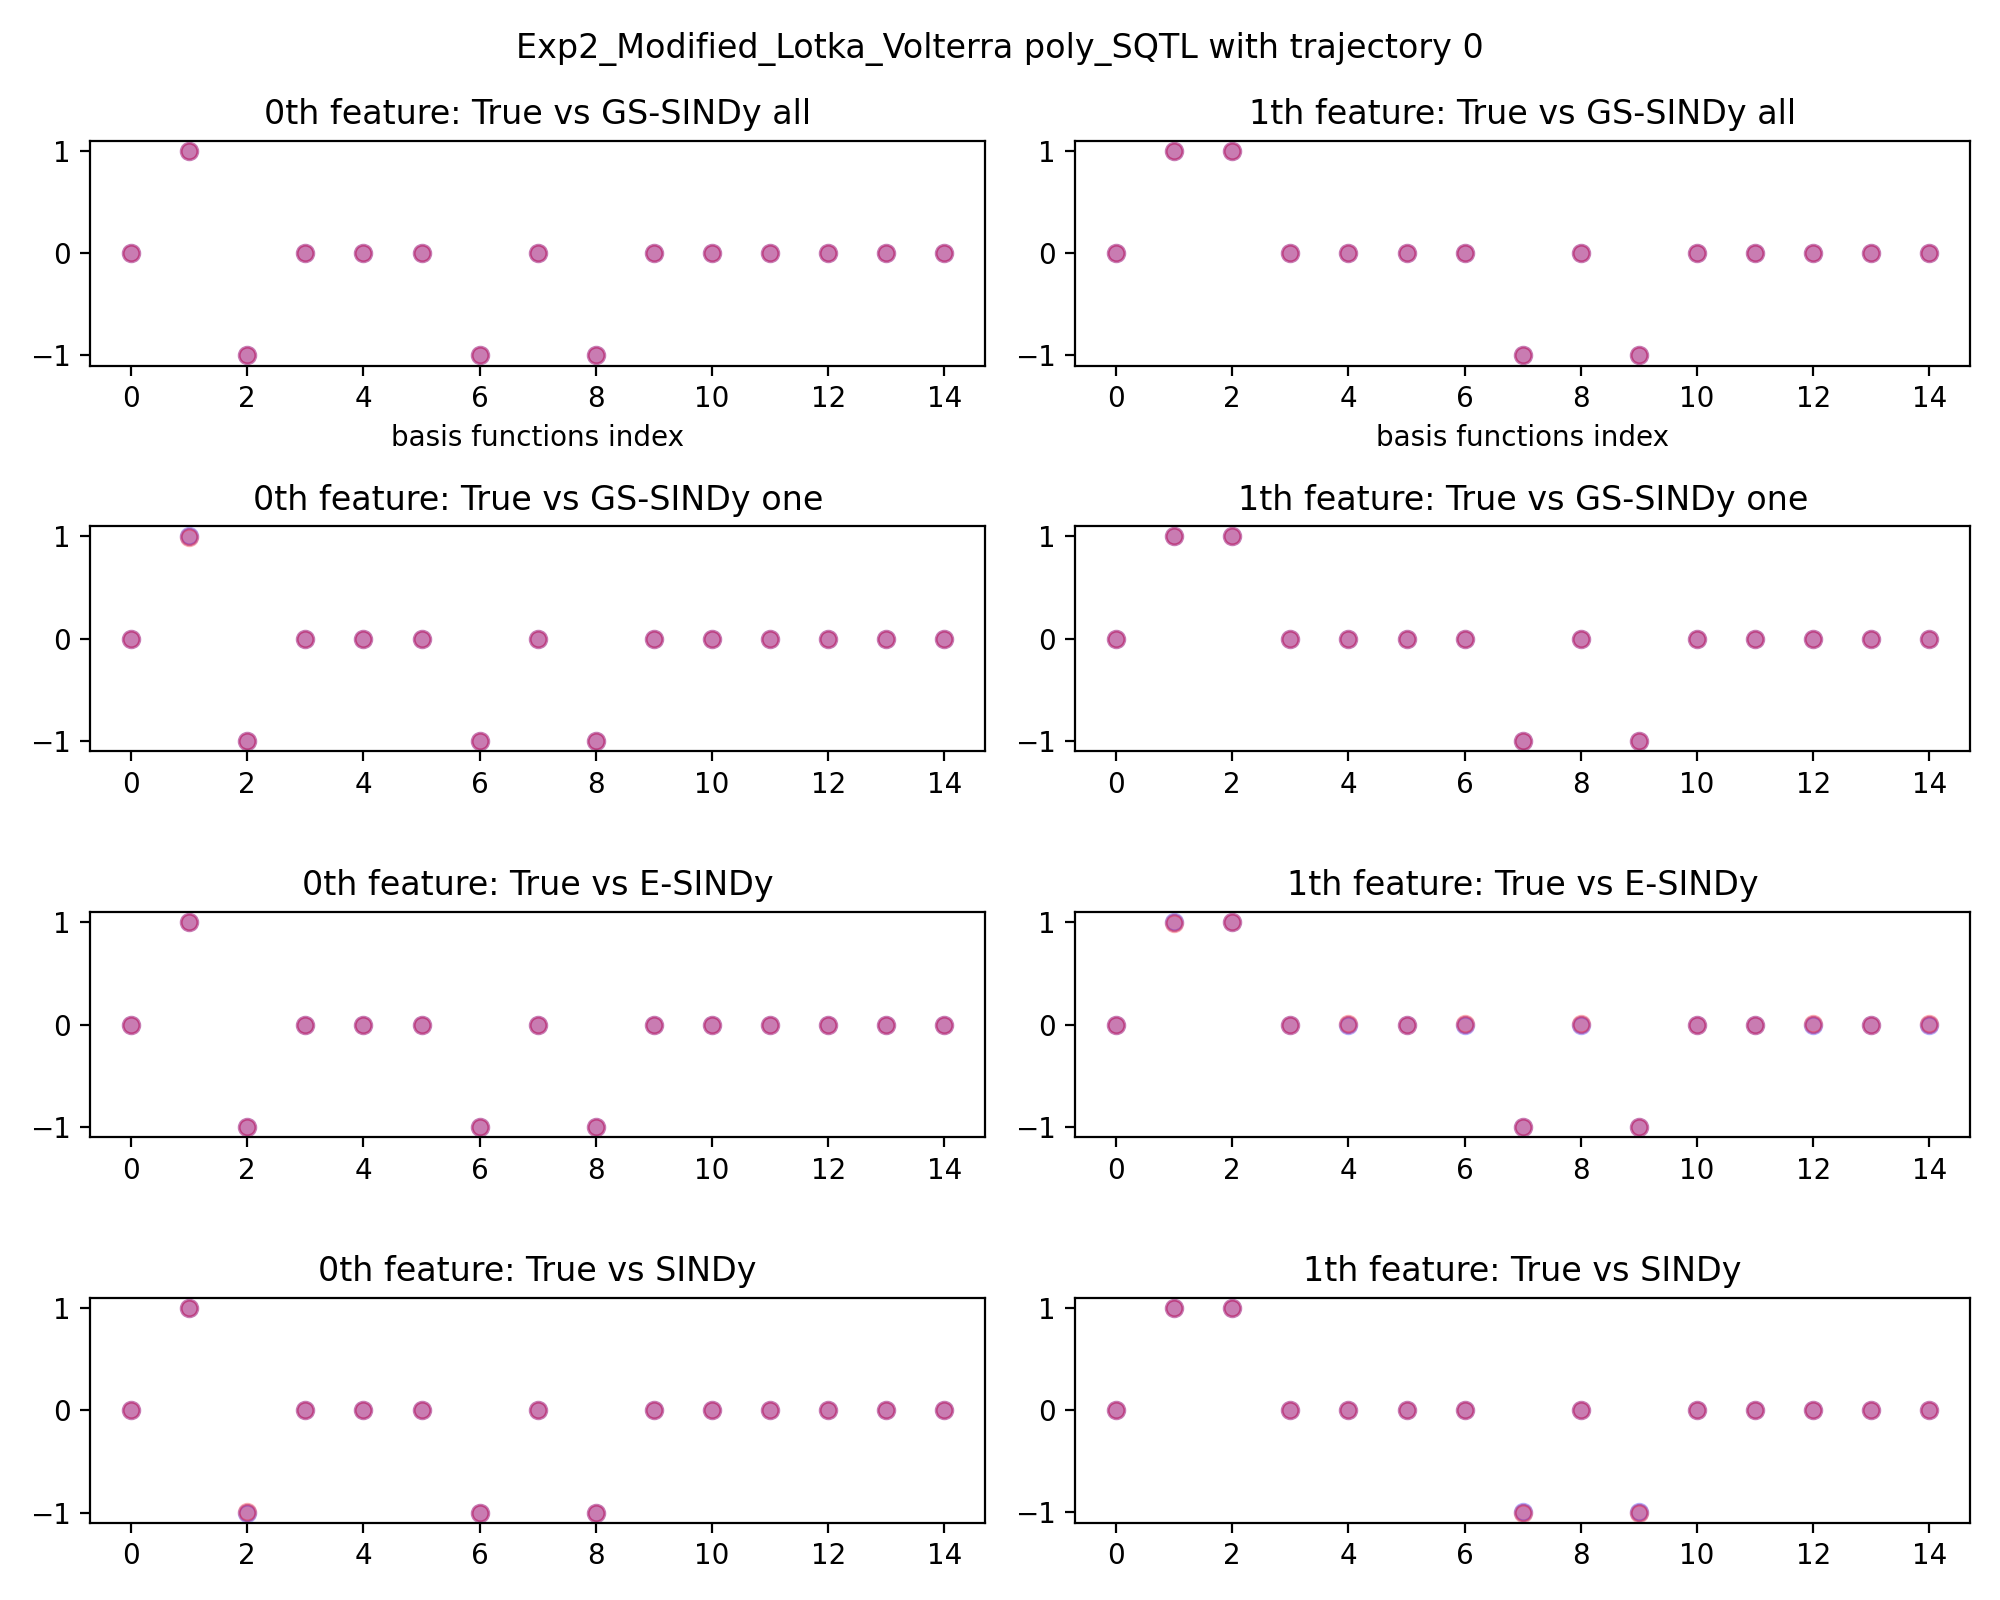 Exp2_Modified_Lotka_Volterra poly_SQTL with trajectory 0
0th feature: True vs GS-SINDy all
1
0
−1
0 2 4 6 8 10 12 14
basis functions index
1th feature: True vs GS-SINDy all
1
0
−1
0 2 4 6 8 10 12 14
basis functions index
0th feature: True vs GS-SINDy one
1
0
−1
0 2 4 6 8 10 12 14
1th feature: True vs GS-SINDy one
1
0
−1
0 2 4 6 8 10 12 14
0th feature: True vs E-SINDy
1
0
−1
0 2 4 6 8 10 12 14
1th feature: True vs E-SINDy
1
0
−1
0 2 4 6 8 10 12 14
0th feature: True vs SINDy
1
0
−1
0 2 4 6 8 10 12 14
1th feature: True vs SINDy
1
0
−1
0 2 4 6 8 10 12 14